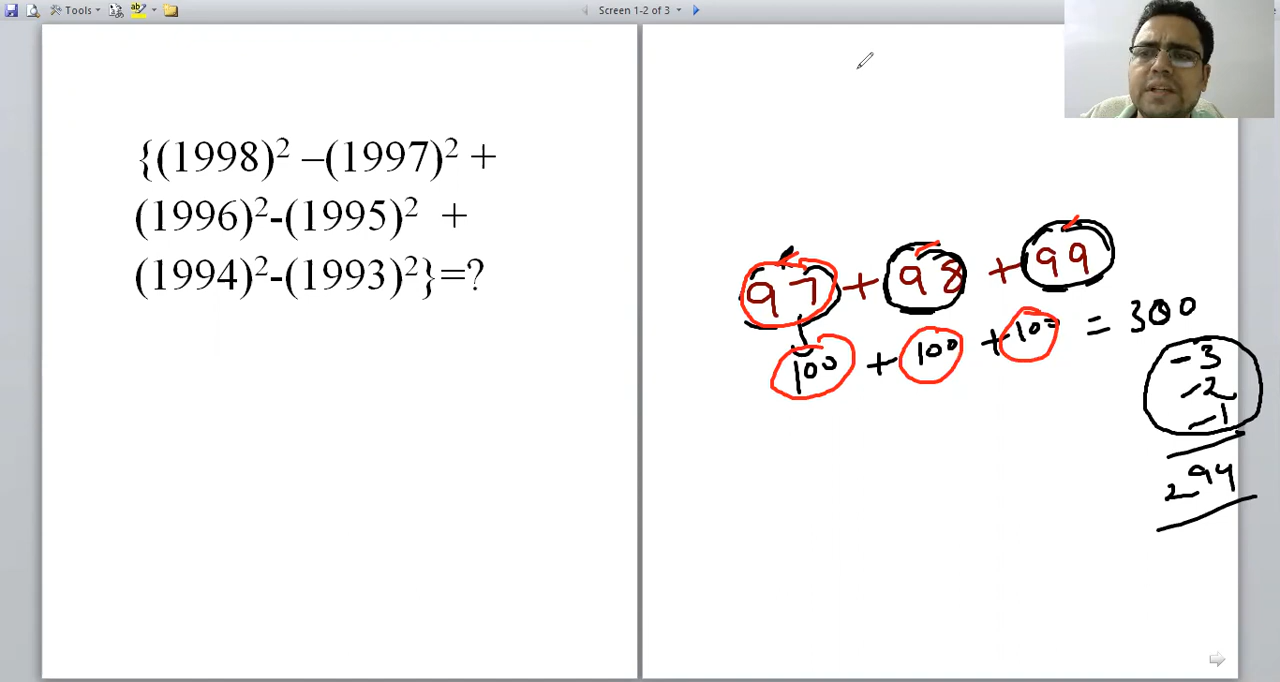 Tools
Screen 1-2 of 3
{(1998)² –(1997)² +
(1996)²-(1995)² +
(1994)²-(1993)²}=?
97 + 98 + 99
100 + 100 + 100 = 300
-3
-2
-1
294